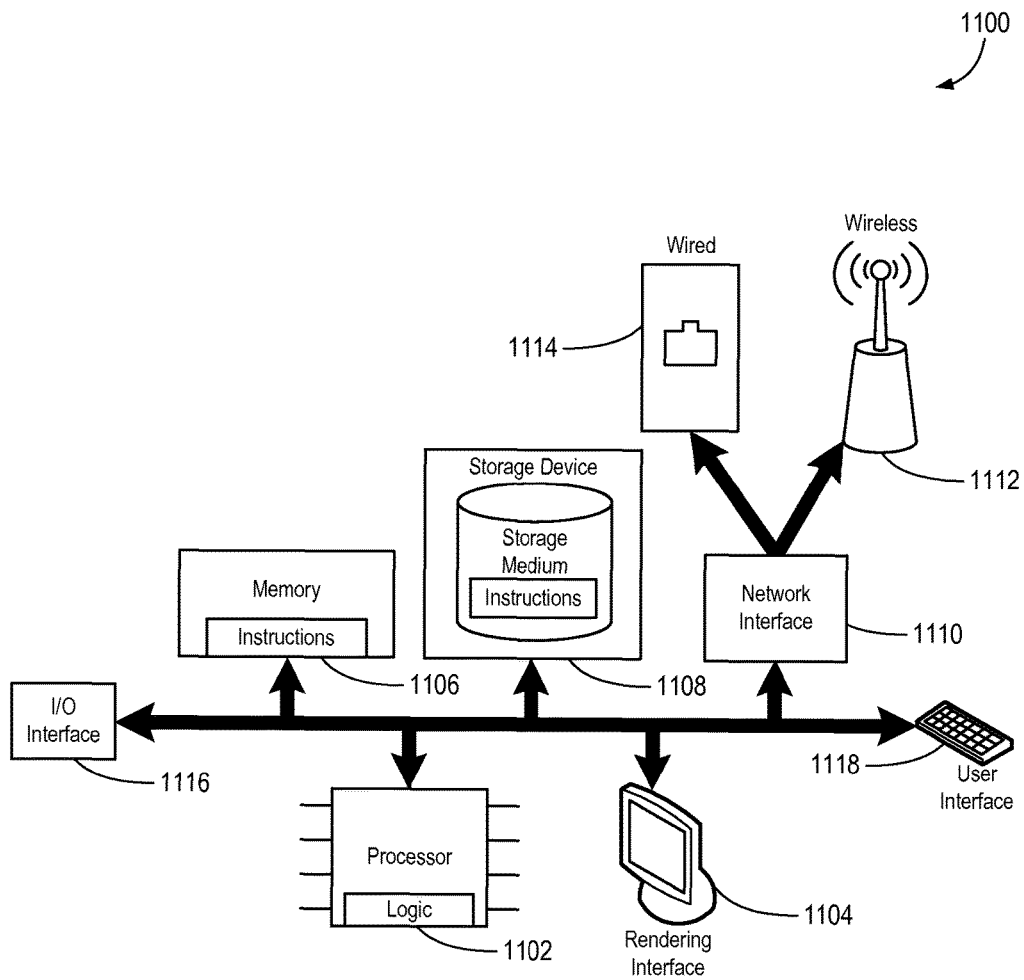 1100
Wireless
Wired
1114
1112
Storage Device
Storage
Medium
Instructions
Memory
Instructions
Network
Interface
1110
1106
1108
I/O
Interface
1116
1118
User
Interface
Processor
Logic
1102
1104
Rendering
Interface